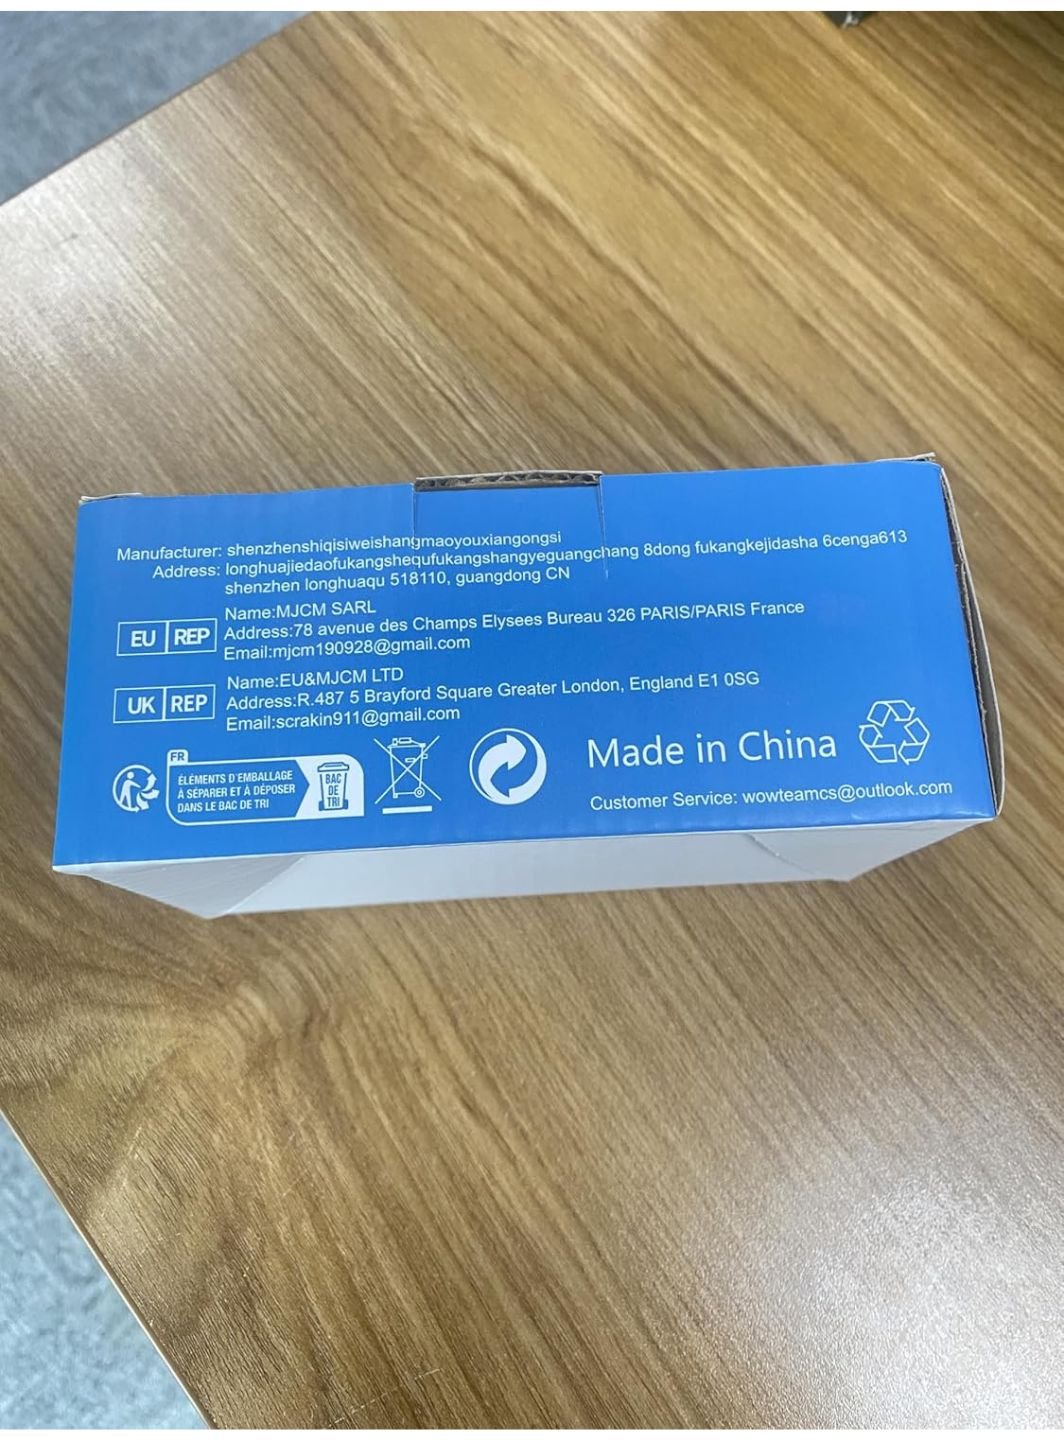 Manufacturer: shenzhenshiqisiweishangmaoyouxiangongsi
Address: longhuajiedaofukangshequfukangshangyeguangchang 8dong fukangkejidasha 6cenga613
shenzhen longhuaqu 518110, guangdong CN
EU REP
Name:MJCM SARL
Address:78 avenue des Champs Elysees Bureau 326 PARIS/PARIS France
Email:mjcm190928@gmail.com
UK REP
Name:EU&MJCM LTD
Address:R.487 5 Brayford Square Greater London, England E1 0SG
Email:scrakin911@gmail.com
FR
ÉLÉMENTS D'EMBALLAGE
À SÉPARER ET À DÉPOSER
DANS LE BAC DE TRI
BAC
DE
TRI
Made in China
Customer Service: wowteamcs@outlook.com